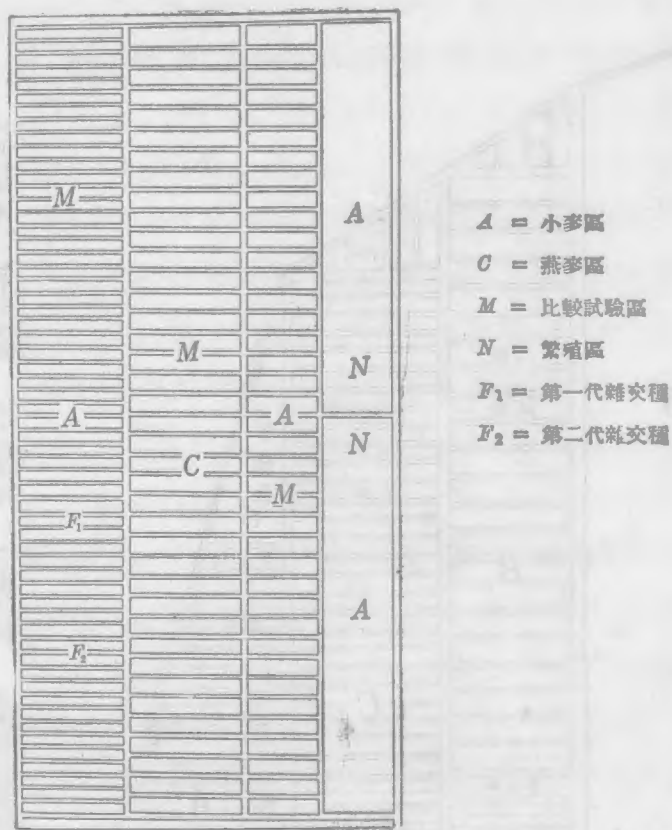 M
A
M
N
A
A
N
C
M
F₁
A
F₂
A = 小麥區
C = 燕麥區
M = 比較試驗區
N = 繁殖區
F₁ = 第一代雜交種
F₂ = 第二代雜交種